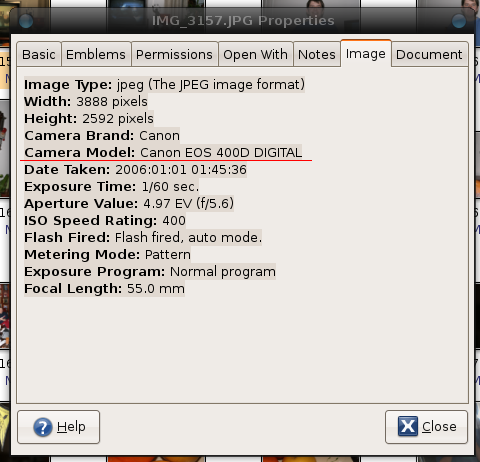 IMG_3157.JPG Properties
Basic Emblems Permissions Open With Notes Image Document
Image Type: jpeg (The JPEG image format)
Width: 3888 pixels
Height: 2592 pixels
Camera Brand: Canon
Camera Model: Canon EOS 400D DIGITAL
Date Taken: 2006:01:01 01:45:36
Exposure Time: 1/60 sec.
Aperture Value: 4.97 EV (f/5.6)
ISO Speed Rating: 400
Flash Fired: Flash fired, auto mode.
Metering Mode: Pattern
Exposure Program: Normal program
Focal Length: 55.0 mm
Help Close